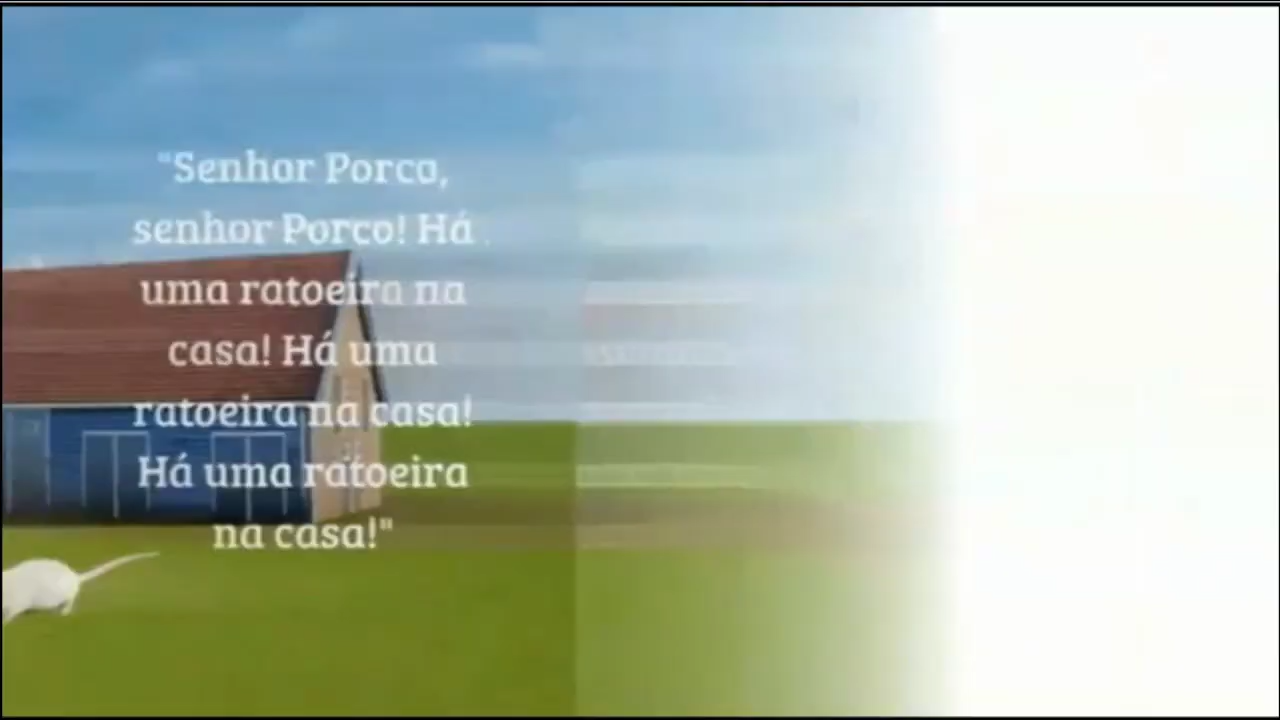 "Senhor Porco,
senhor Porco! Há
uma ratoeira na
casa! Há uma
ratoeira na casa!
Há uma ratoeira
na casa!"